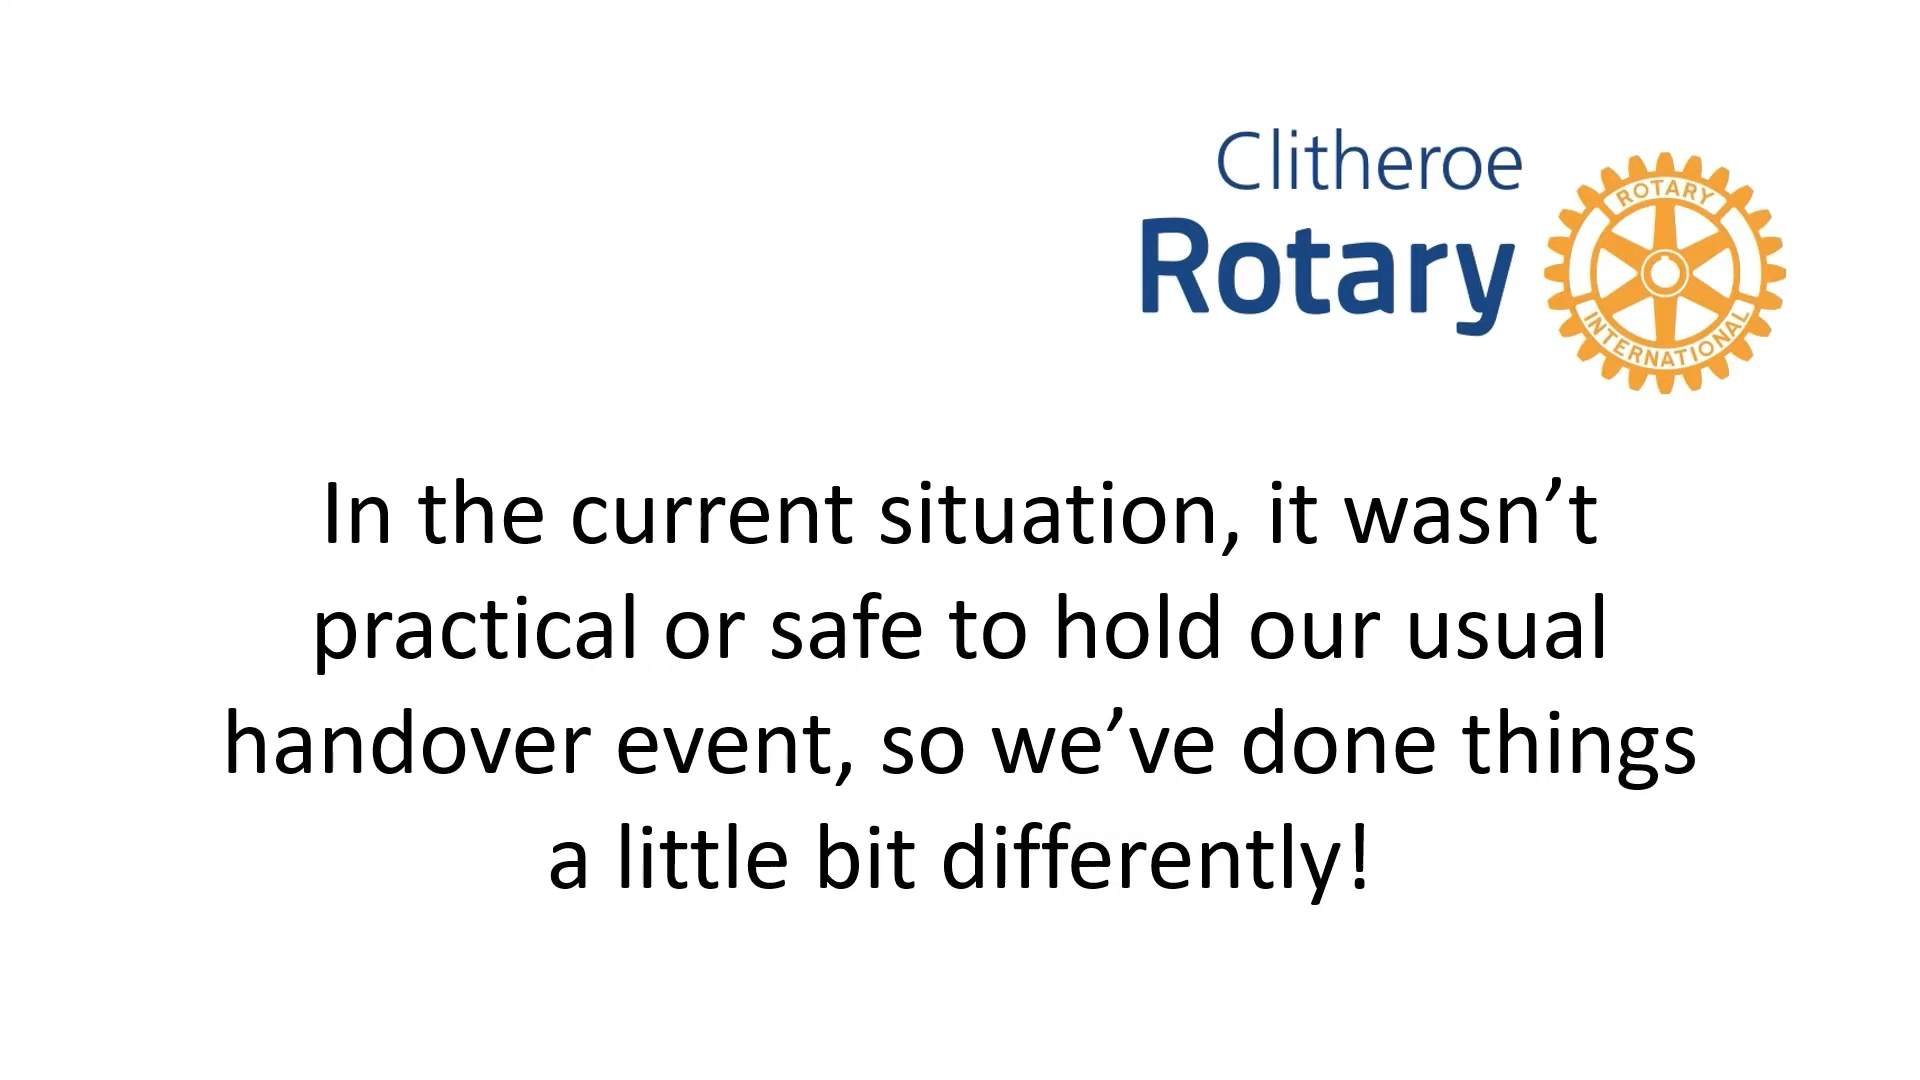 Clitheroe
Rotary
ROTARY
INTERNATIONAL
In the current situation, it wasn’t
practical or safe to hold our usual
handover event, so we’ve done things
a little bit differently!